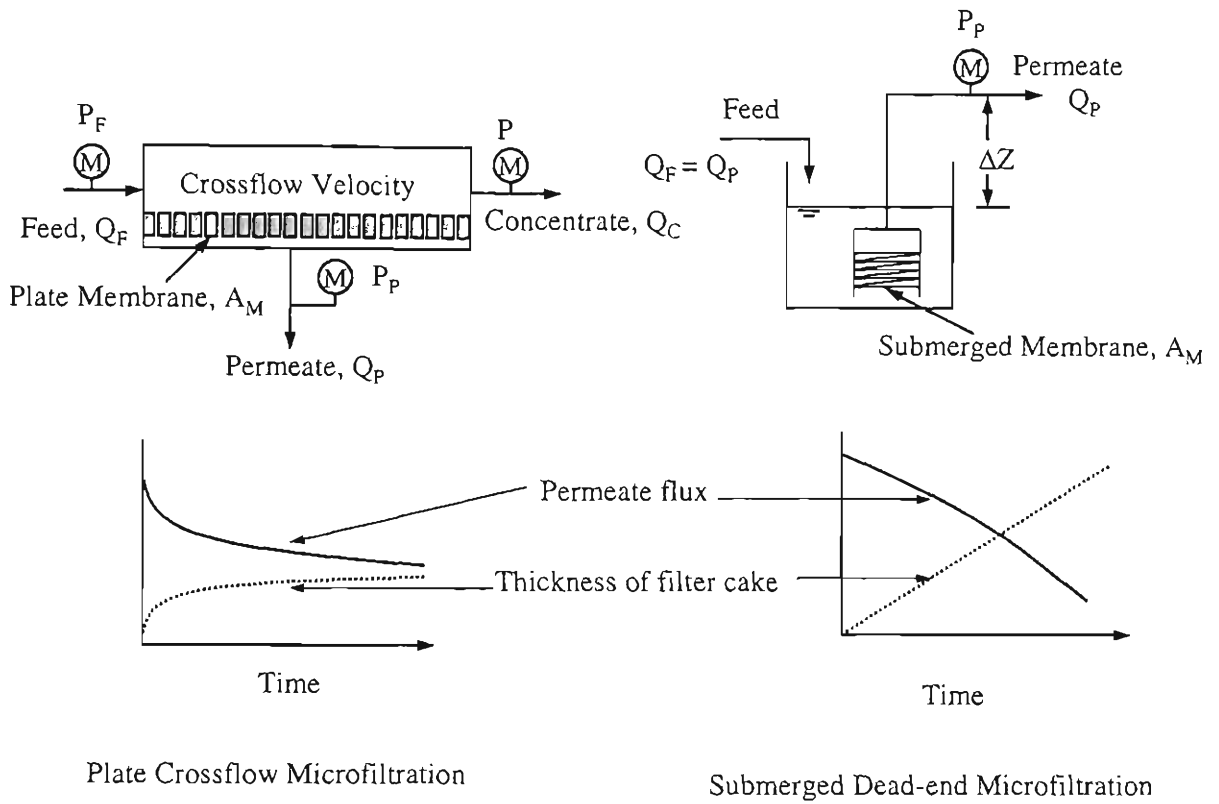 P_F
M
P
M
Crossflow Velocity
Feed, Q_F
Concentrate, Q_C
M
P_P
Plate Membrane, A_M
Permeate, Q_P
P_P
M
Permeate
Q_P
Feed
Q_F = Q_P
ΔZ
Submerged Membrane, A_M
Permeate flux
Thickness of filter cake
Time
Time
Plate Crossflow Microfiltration
Submerged Dead-end Microfiltration